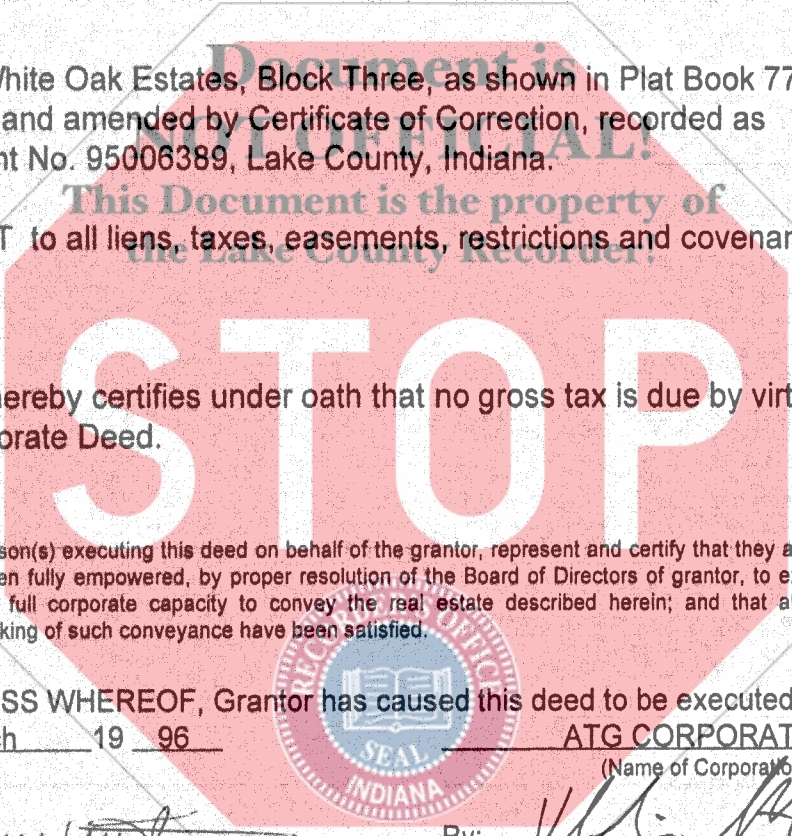 Document is
White Oak Estates, Block Three, as shown in Plat Book 77
and amended by Certificate of Correction, recorded as
NOT OFFICIAL!
nt No. 95006389, Lake County, Indiana.
This Document is the property of
T to all liens, taxes, easements, restrictions and covenan
the Lake County Recorder!
STOP
hereby certifies under oath that no gross tax is due by virt
orate Deed.
son(s) executing this deed on behalf of the grantor, represent and certify that they a
en fully empowered, by proper resolution of the Board of Directors of grantor, to e
full corporate capacity to convey the real estate described herein; and that a
king of such conveyance have been satisfied.
RECORDER'S OFFICE
SEAL
INDIANA
SS WHEREOF, Grantor has caused this deed to be executed
h 19 96 ATG CORPORAT
(Name of Corporatio
By: